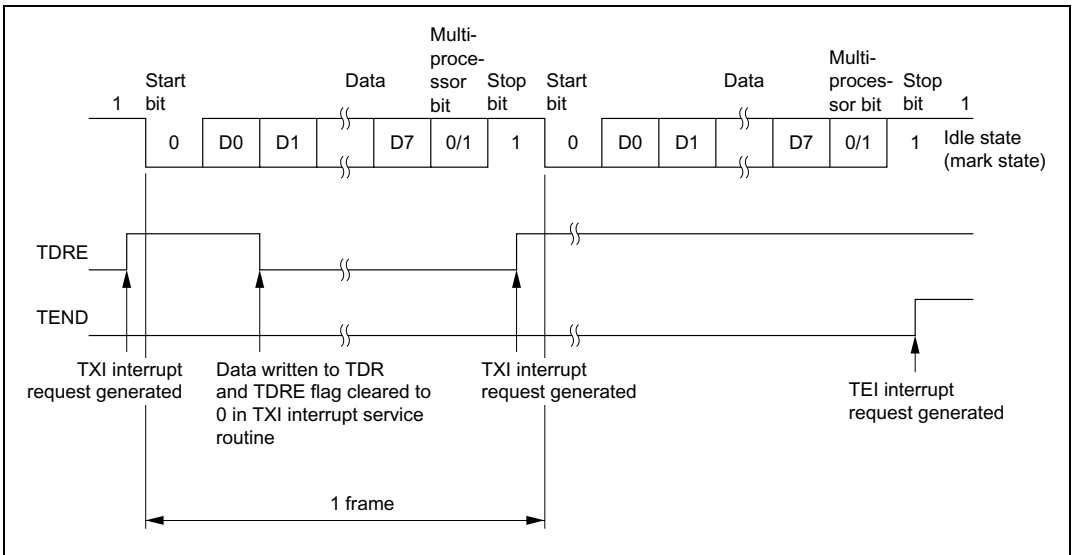 1
Start
bit
Data
Multi-
proce-
ssor
bit
Stop
bit
Start
bit
Data
Multi-
proces-
sor bit
Stop
bit
1
0 D0 D1 D7 0/1 1 0 D0 D1 D7 0/1 1
Idle state
(mark state)
TDRE
TEND
TXI interrupt
request generated
Data written to TDR
and TDRE flag cleared to
0 in TXI interrupt service
routine
TXI interrupt
request generated
TEI interrupt
request generated
1 frame